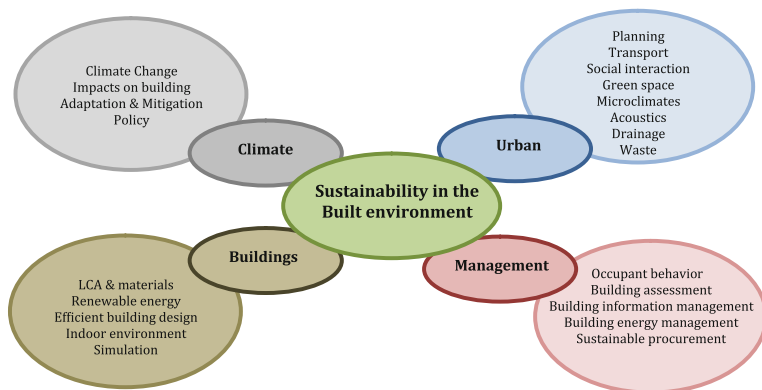 Climate Change
Impacts on building
Adaptation & Mitigation
Policy
Climate
Planning
Transport
Social interaction
Green space
Microclimates
Acoustics
Drainage
Waste
Urban
Sustainability in the
Built environment
Buildings
LCA & materials
Renewable energy
Efficient building design
Indoor environment
Simulation
Management
Occupant behavior
Building assessment
Building information management
Building energy management
Sustainable procurement